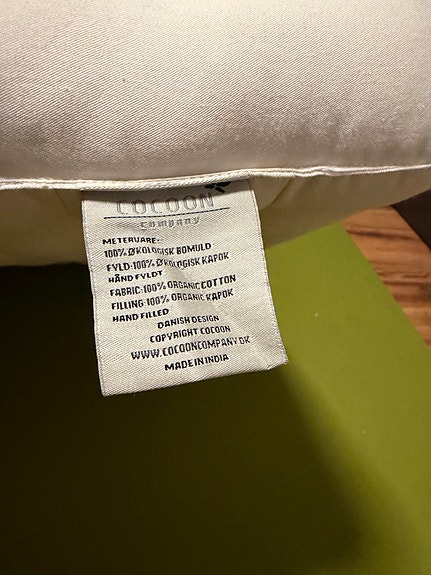 COCOON
Company
METERVARE:
100% ØKOLOGISK BOMULD
FYLD:100% ØKOLOGISK KAPOK
HÅND FYLDT
FABRIC:100% ORGANIC COTTON
FILLING:100% ORGANIC KAPOK
HAND FILLED
DANISH DESIGN
COPYRIGHT COCOON
WWW.COCOONCOMPANY.DK
MADE IN INDIA